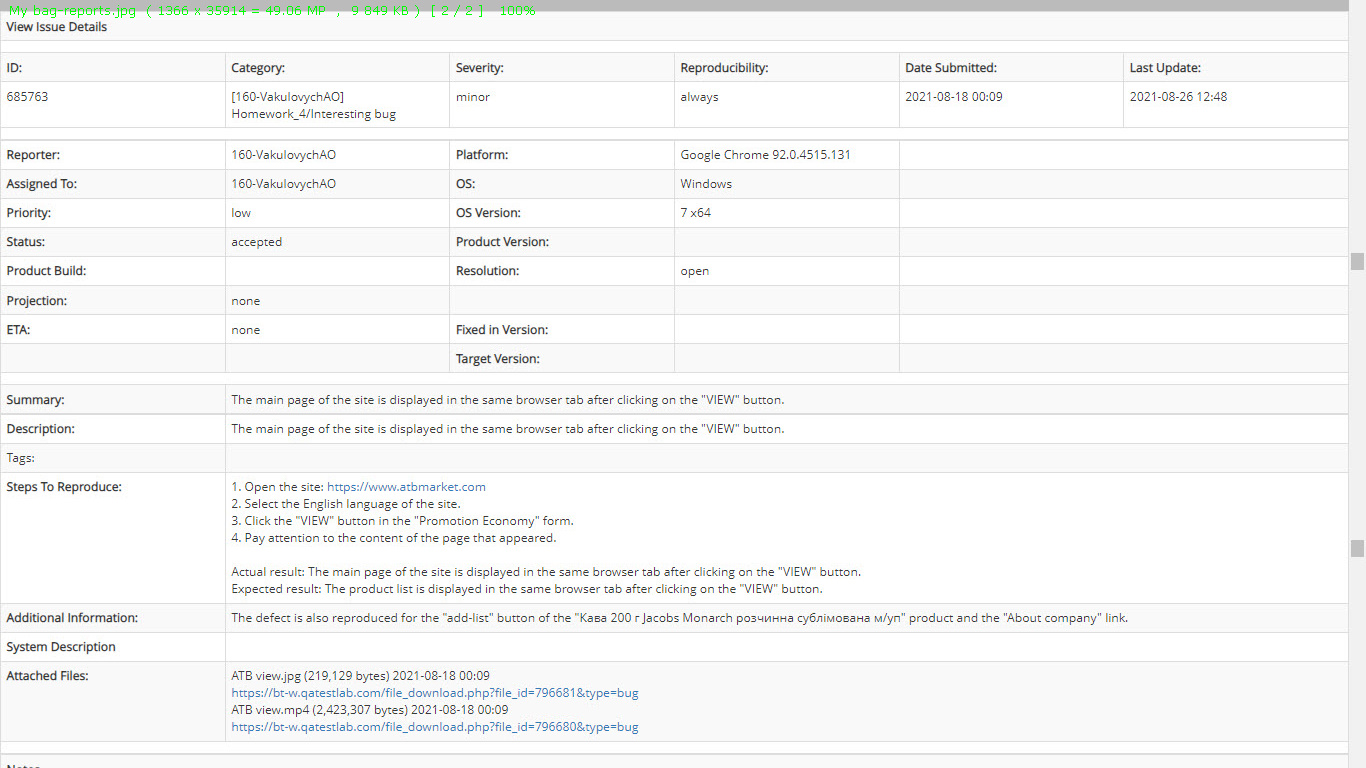 My bag-reports.jpg ( 1366 x 35914 = 49.06 MP , 9 849 KB ) [ 2 / 2 ] 100%
View Issue Details
ID: Category: Severity: Reproducibility: Date Submitted: Last Update:
685763 [160-VakulovychAO] minor always 2021-08-18 00:09 2021-08-26 12:48
Homework_4/Interesting bug
Reporter: 160-VakulovychAO Platform: Google Chrome 92.0.4515.131
Assigned To: 160-VakulovychAO OS: Windows
Priority: low OS Version: 7 x64
Status: accepted Product Version:
Product Build: Resolution: open
Projection: none
ETA: none Fixed in Version:
Target Version:
Summary: The main page of the site is displayed in the same browser tab after clicking on the "VIEW" button.
Description: The main page of the site is displayed in the same browser tab after clicking on the "VIEW" button.
Tags:
Steps To Reproduce: 1. Open the site: https://www.atbmarket.com
2. Select the English language of the site.
3. Click the "VIEW" button in the "Promotion Economy" form.
4. Pay attention to the content of the page that appeared.
Actual result: The main page of the site is displayed in the same browser tab after clicking on the "VIEW" button.
Expected result: The product list is displayed in the same browser tab after clicking on the "VIEW" button.
Additional Information: The defect is also reproduced for the "add-list" button of the "Кава 200 г Jacobs Monarch розчинна сублімована м/уп" product and the "About company" link.
System Description
Attached Files: ATB view.jpg (219,129 bytes) 2021-08-18 00:09
https://bt-w.qatestlab.com/file_download.php?file_id=796681&type=bug
ATB view.mp4 (2,423,307 bytes) 2021-08-18 00:09
https://bt-w.qatestlab.com/file_download.php?file_id=796680&type=bug